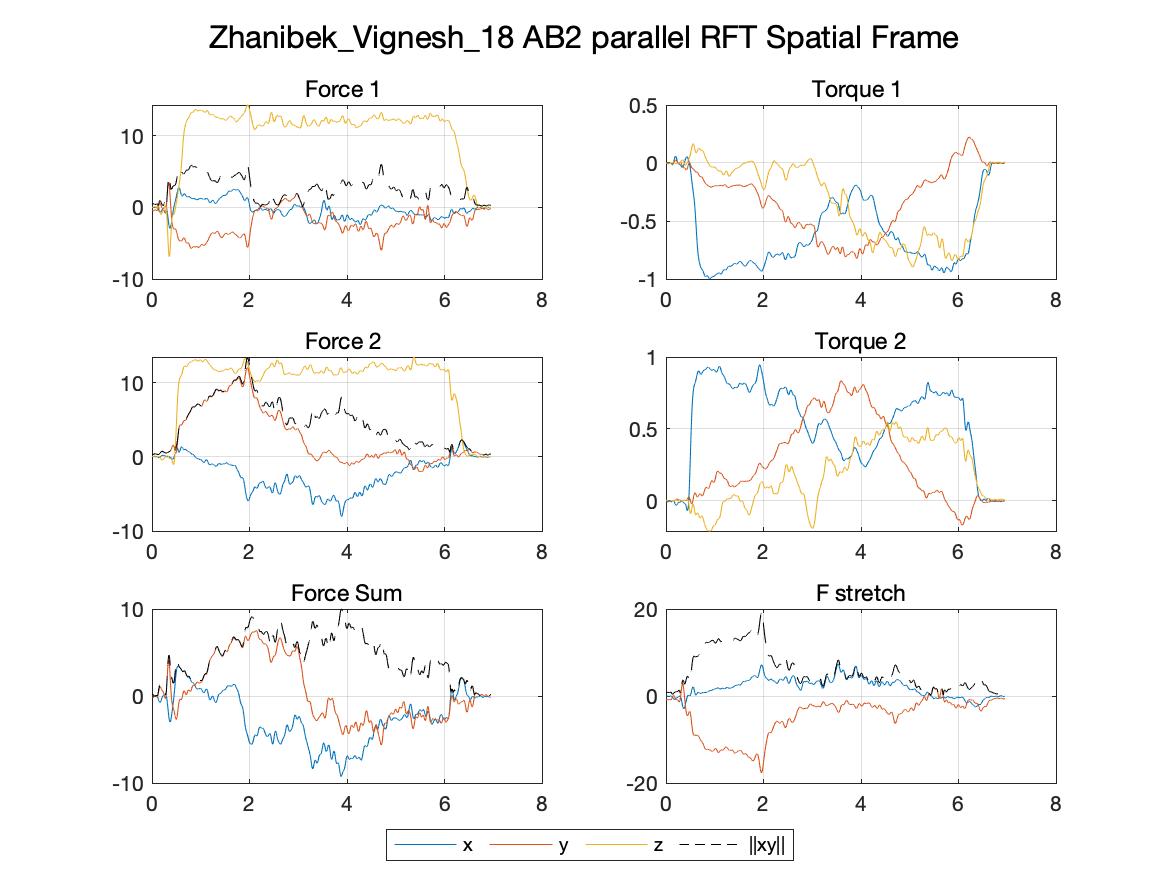 Zhanibek_Vignesh_18 AB2 parallel RFT Spatial Frame
Force 1
10
0
-10
0 2 4 6 8
Torque 1
0.5
0
-0.5
-1
0 2 4 6 8
Force 2
10
0
-10
0 2 4 6 8
Torque 2
1
0.5
0
0 2 4 6 8
Force Sum
10
0
-10
0 2 4 6 8
F stretch
20
0
-20
0 2 4 6 8
x y z ||xy||